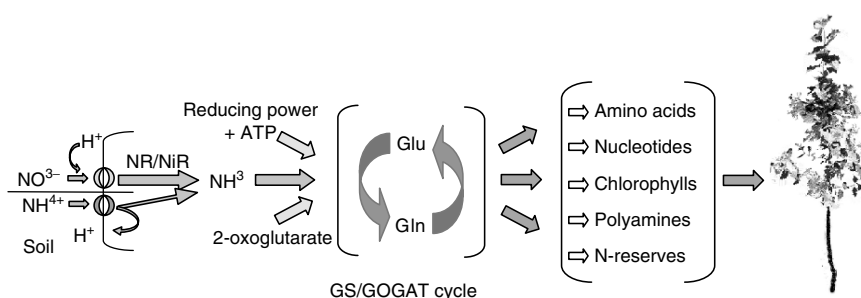 Reducing power
+ ATP
H⁺
NR/NiR
NO³⁻
NH⁴⁺
H⁺
Soil
NH³
2-oxoglutarate
Glu
Gln
GS/GOGAT cycle
Amino acids
Nucleotides
Chlorophylls
Polyamines
N-reserves